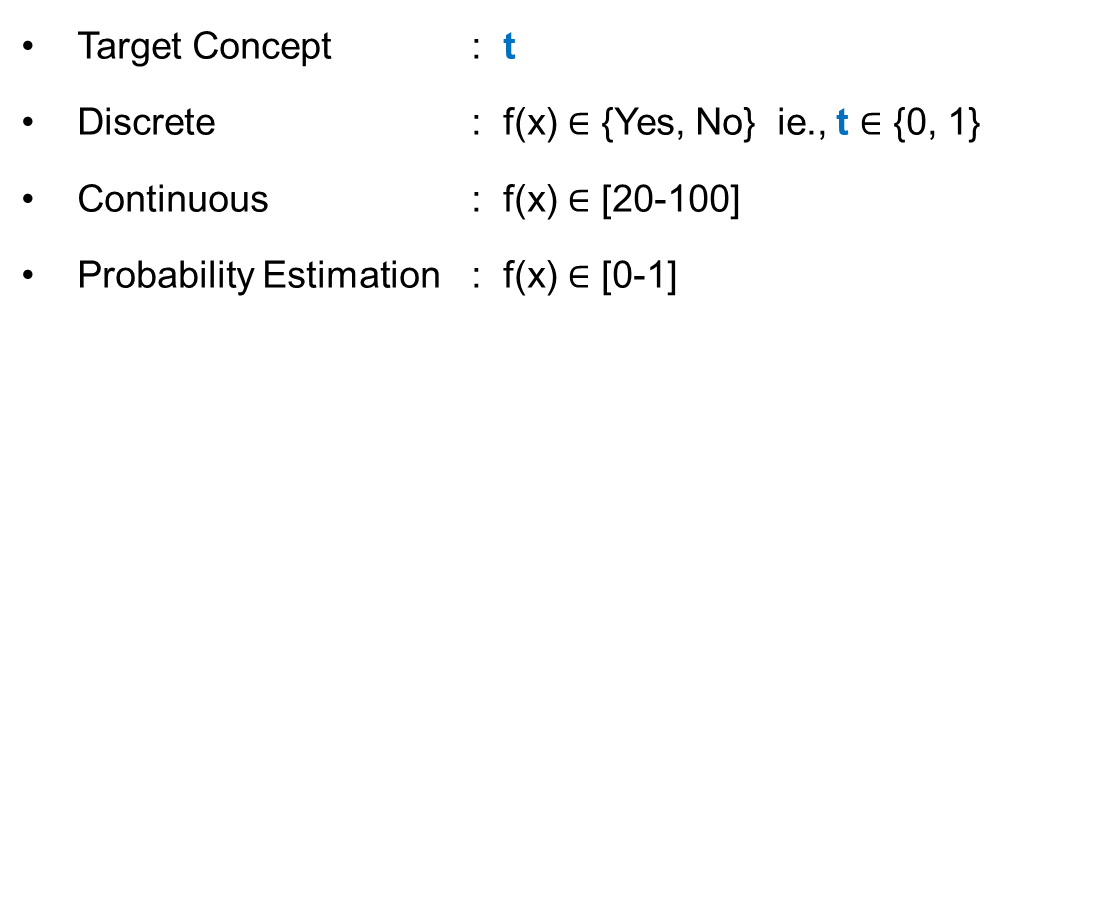 • Target Concept : t
• Discrete : f(x) ∈ {Yes, No} ie., t ∈ {0, 1}
• Continuous : f(x) ∈ [20-100]
• Probability Estimation : f(x) ∈ [0-1]